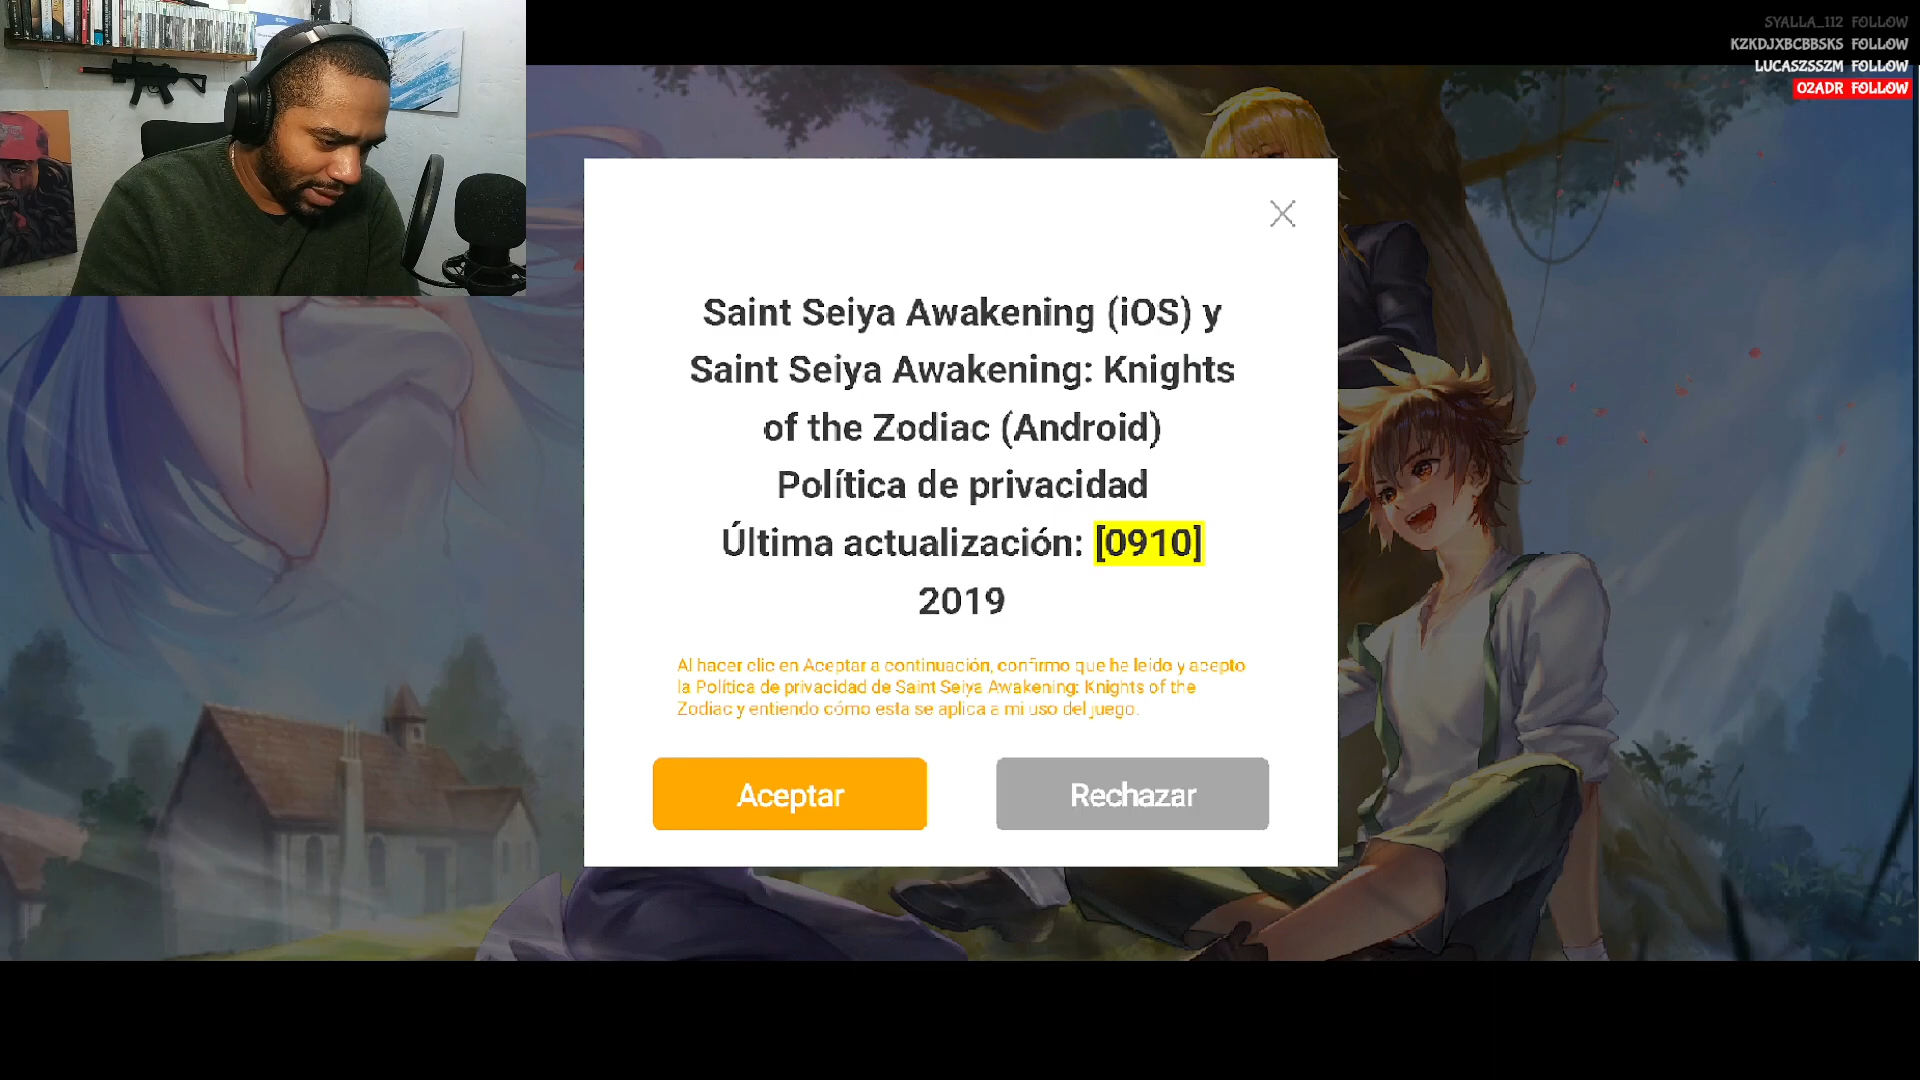 SYALLA_112 FOLLOW
KZKDJXBCBBSKS FOLLOW
LUCASZSSZM FOLLOW
OZADR FOLLOW
Saint Seiya Awakening (iOS) y
Saint Seiya Awakening: Knights
of the Zodiac (Android)
Política de privacidad
Última actualización: [0910]
2019
Al hacer clic en Aceptar a continuación, confirmo que he leído y acepto
la Política de privacidad de Saint Seiya Awakening: Knights of the
Zodiac y entiendo cómo esta se aplica a mi uso del juego.
Aceptar
Rechazar